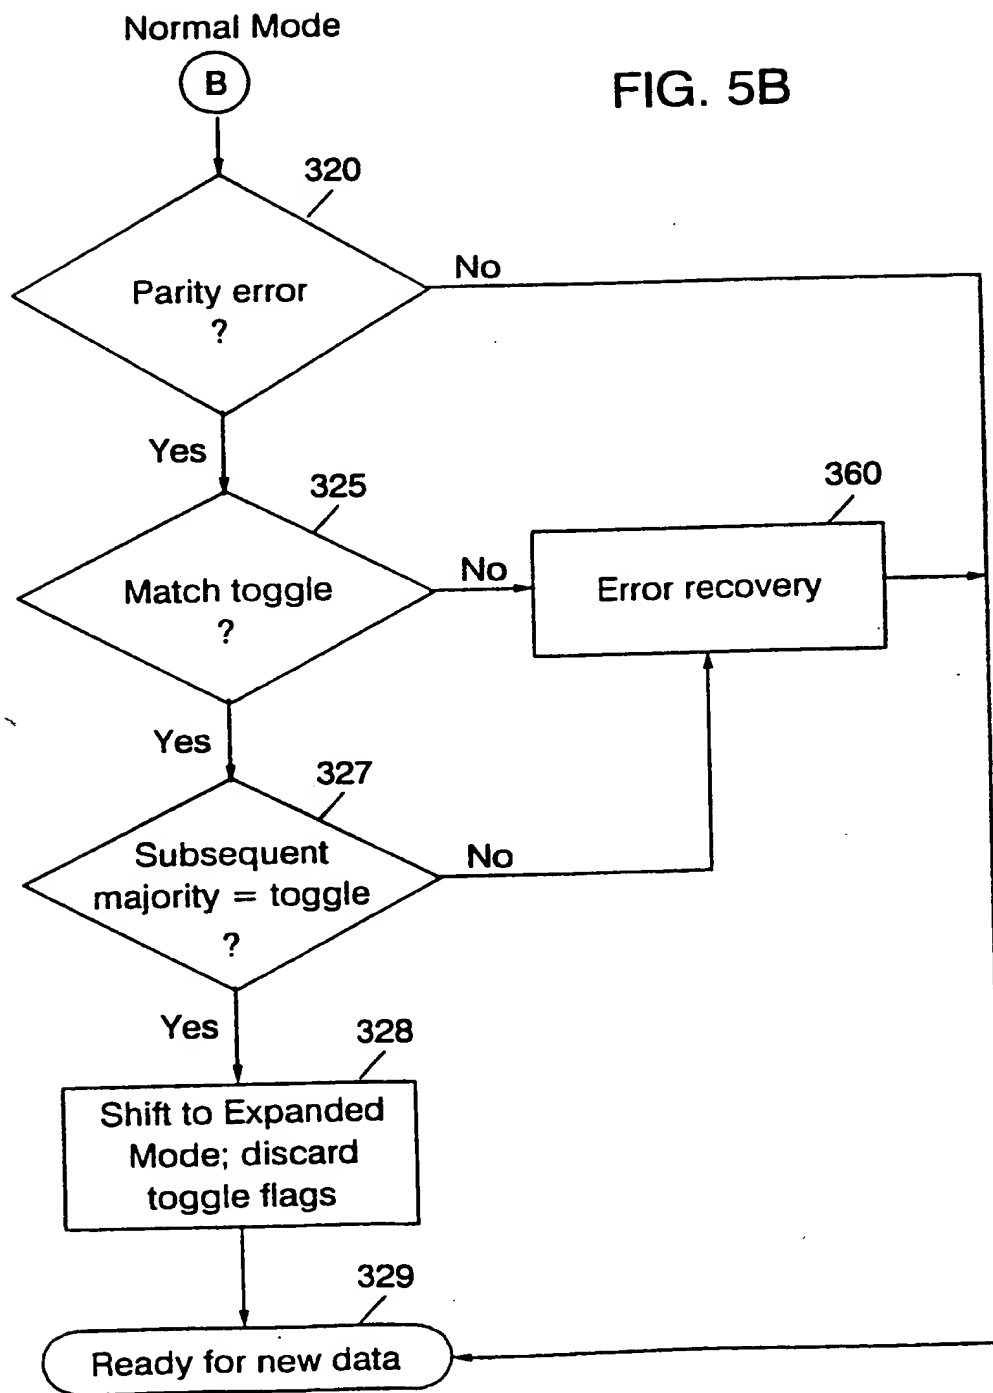 Normal Mode
B
FIG. 5B
320
Parity error
?
No
Yes
325
Match toggle
?
No
360
Error recovery
Yes
327
Subsequent
majority = toggle
?
No
Yes
328
Shift to Expanded
Mode; discard
toggle flags
329
Ready for new data